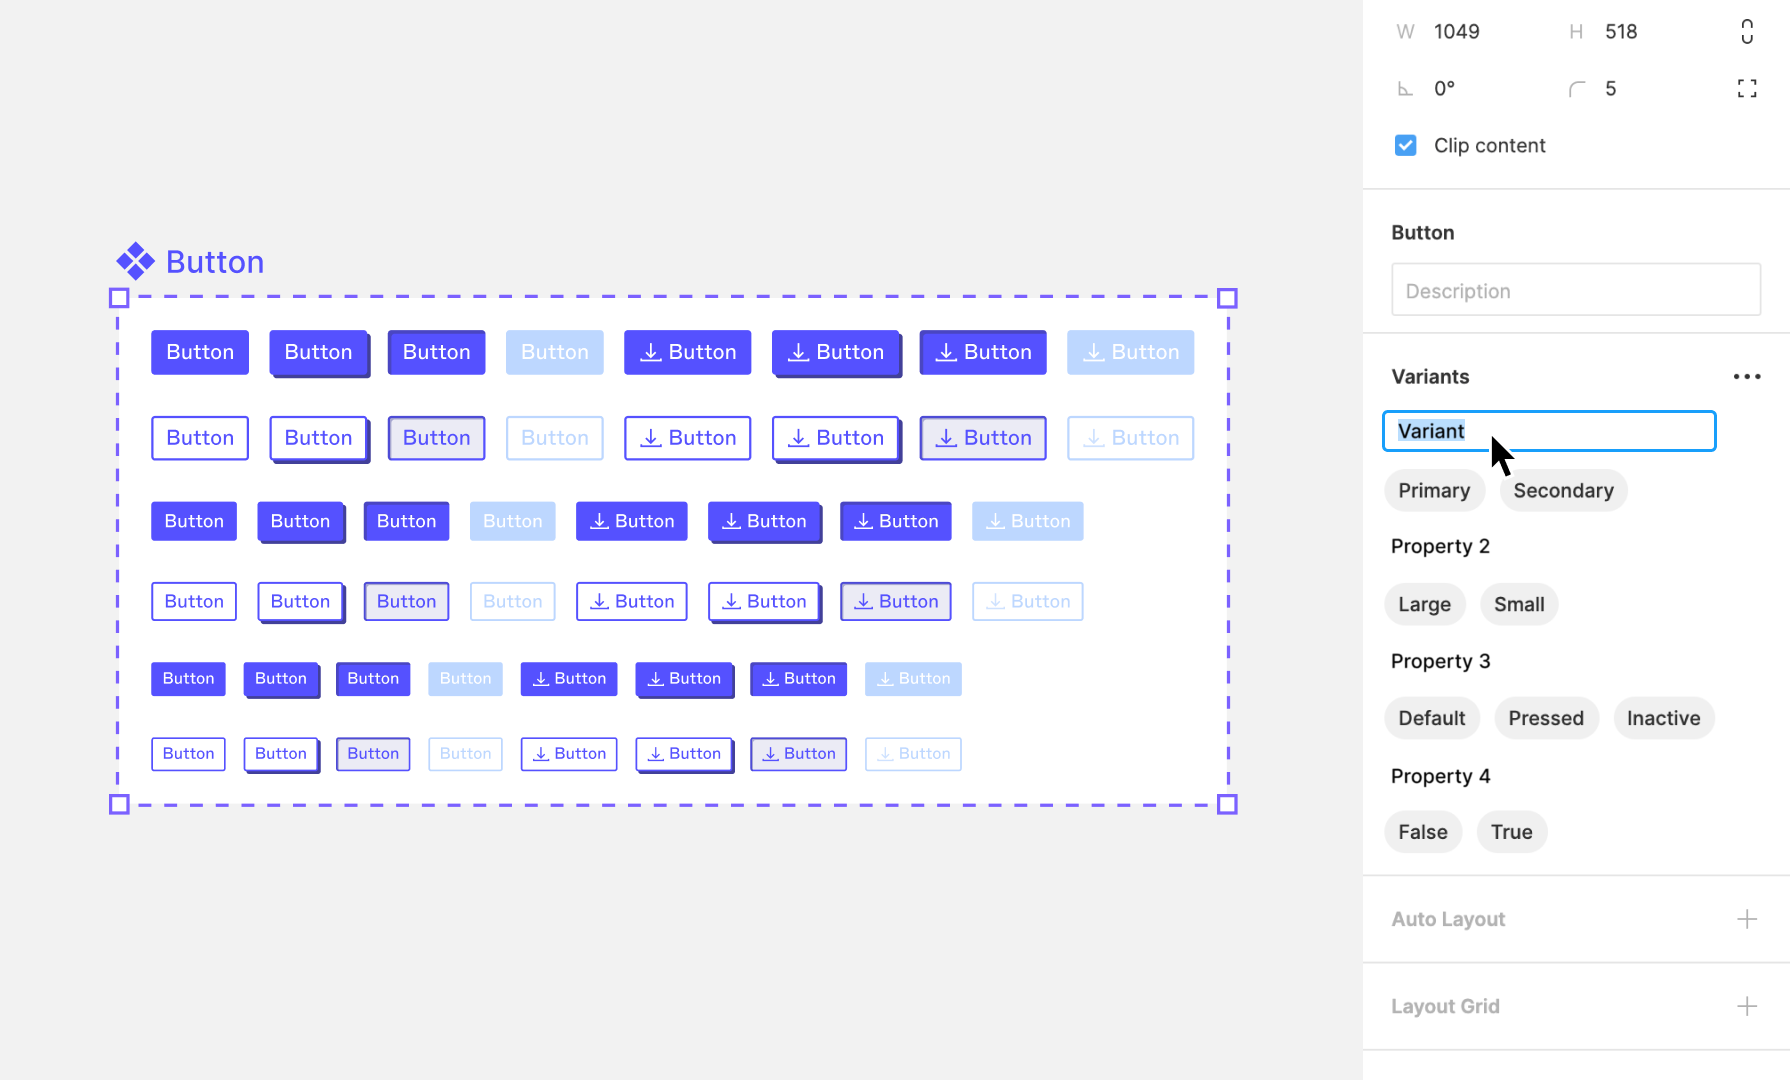 W 1049 H 518
0° 5
Clip content
Button
Description
Variants
Variant
Primary Secondary
Property 2
Large Small
Property 3
Default Pressed Inactive
Property 4
False True
Auto Layout
Layout Grid
Button
Button Button Button Button Button Button Button Button
Button Button Button Button Button Button Button Button
Button Button Button Button Button Button Button Button
Button Button Button Button Button Button Button Button
Button Button Button Button Button Button Button Button
Button Button Button Button Button Button Button Button